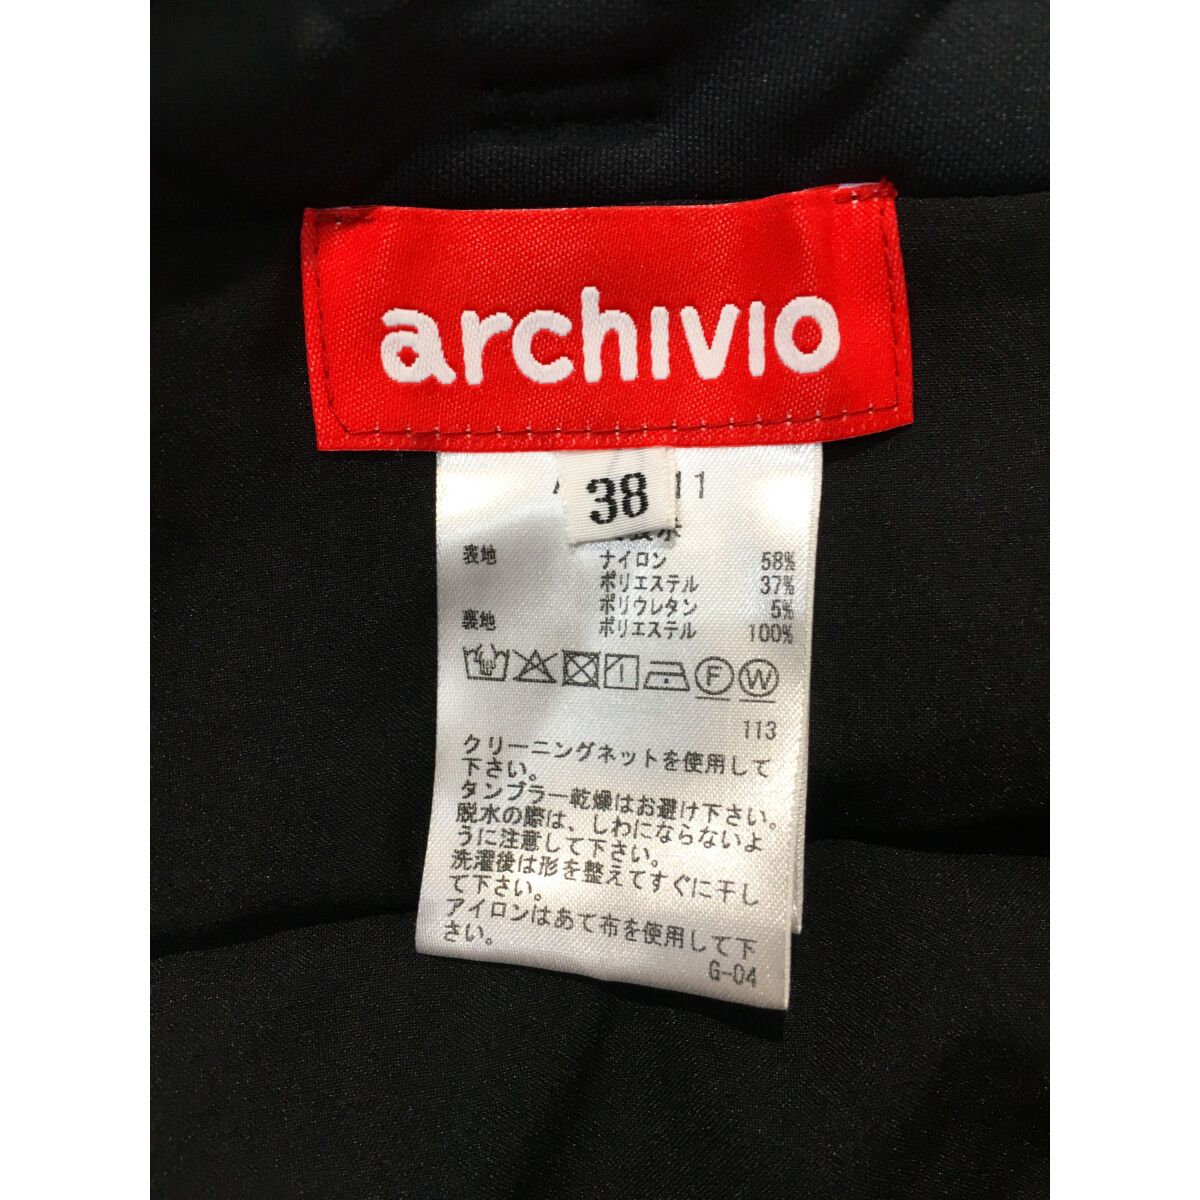 archivio
38
11
表地 ナイロン 58%
ポリエステル 37%
ポリウレタン 5%
裏地 ポリエステル 100%
F W
113
クリーニングネットを使用して
下さい。
タンブラー乾燥はお避け下さい。
脱水の際は、しわにならないよ
うに注意して下さい。
洗濯後は形を整えてすぐに干し
て下さい。
アイロンはあて布を使用して下
さい。
G-04